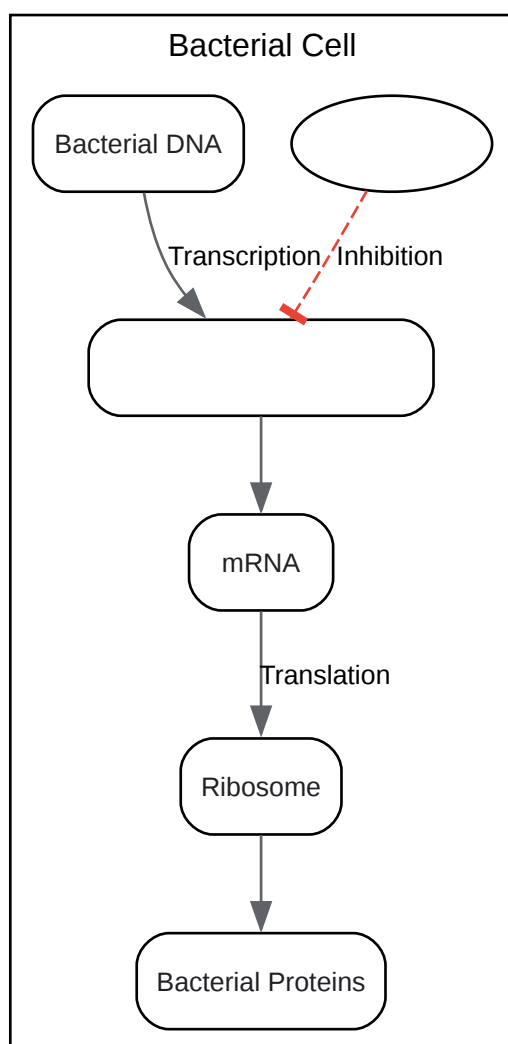 Bacterial Cell
Bacterial DNA
Transcription
Inhibition
mRNA
Translation
Ribosome
Bacterial Proteins